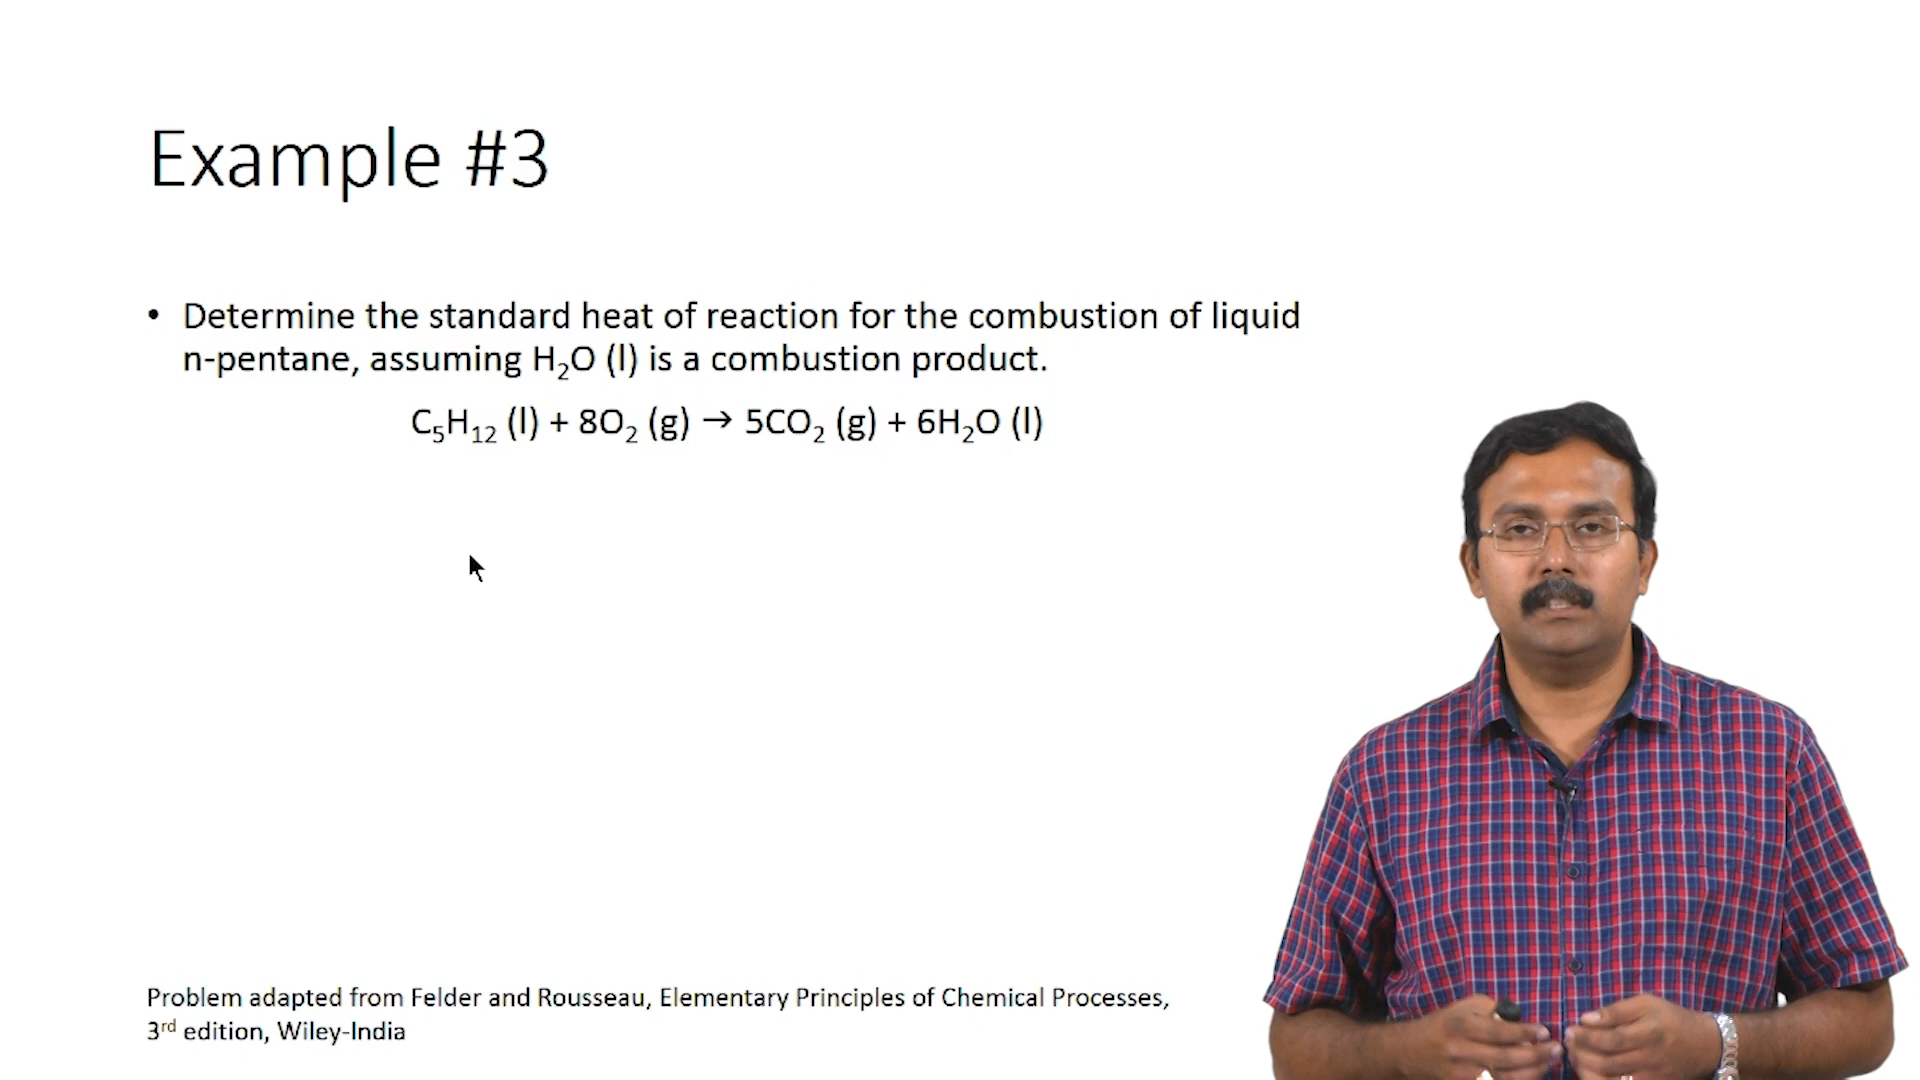 Example #3
• Determine the standard heat of reaction for the combustion of liquid
n-pentane, assuming H₂O (l) is a combustion product.
C₅H₁₂ (l) + 8O₂ (g) → 5CO₂ (g) + 6H₂O (l)
Problem adapted from Felder and Rousseau, Elementary Principles of Chemical Processes,
3ʳᵈ edition, Wiley-India